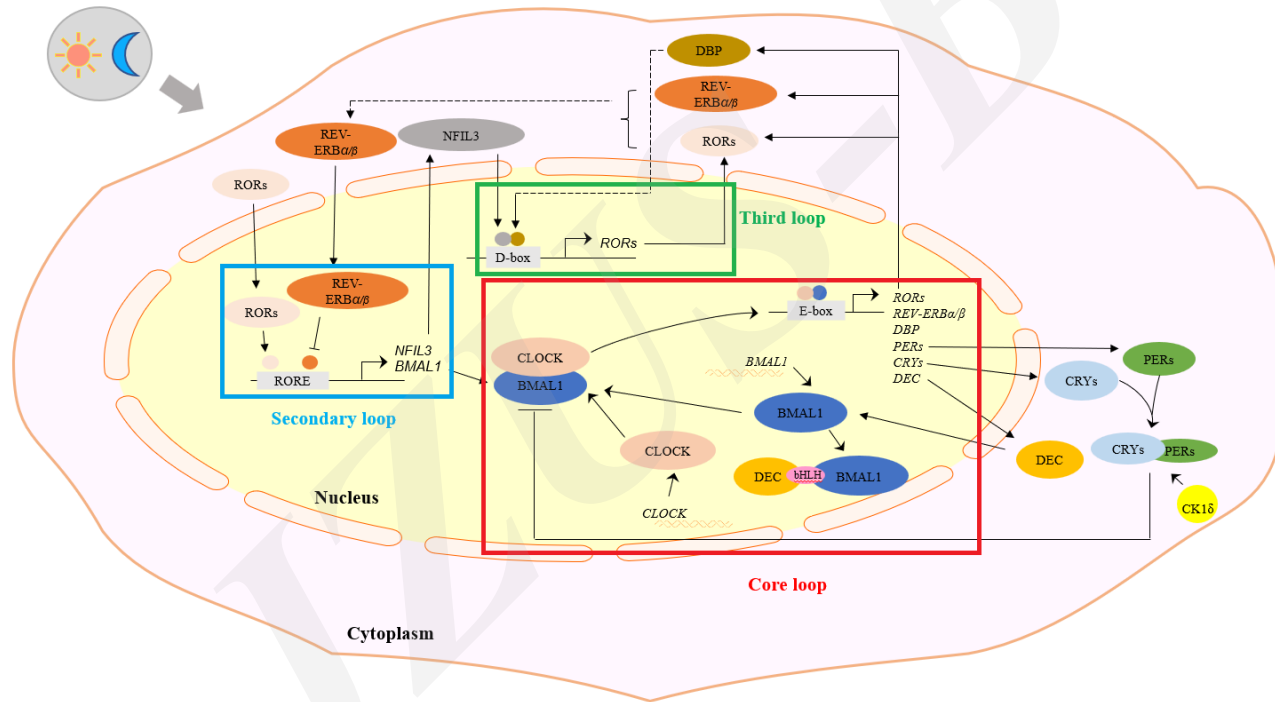 DBP
REV-
ERBα/β
RORs
REV-
ERBα/β
NFIL3
RORs
Third loop
RORs
D-box
REV-
ERBα/β
RORs
NFIL3
BMAL1
RORE
Secondary loop
E-box
RORs
REV-ERBα/β
DBP
PERs
CRYs
DEC
CLOCK
BMAL1
BMAL1
BMAL1
CLOCK
CLOCK
DEC
bHLH
BMAL1
PERs
CRYs
DEC
CRYs
PERs
CK1δ
Nucleus
Core loop
Cytoplasm